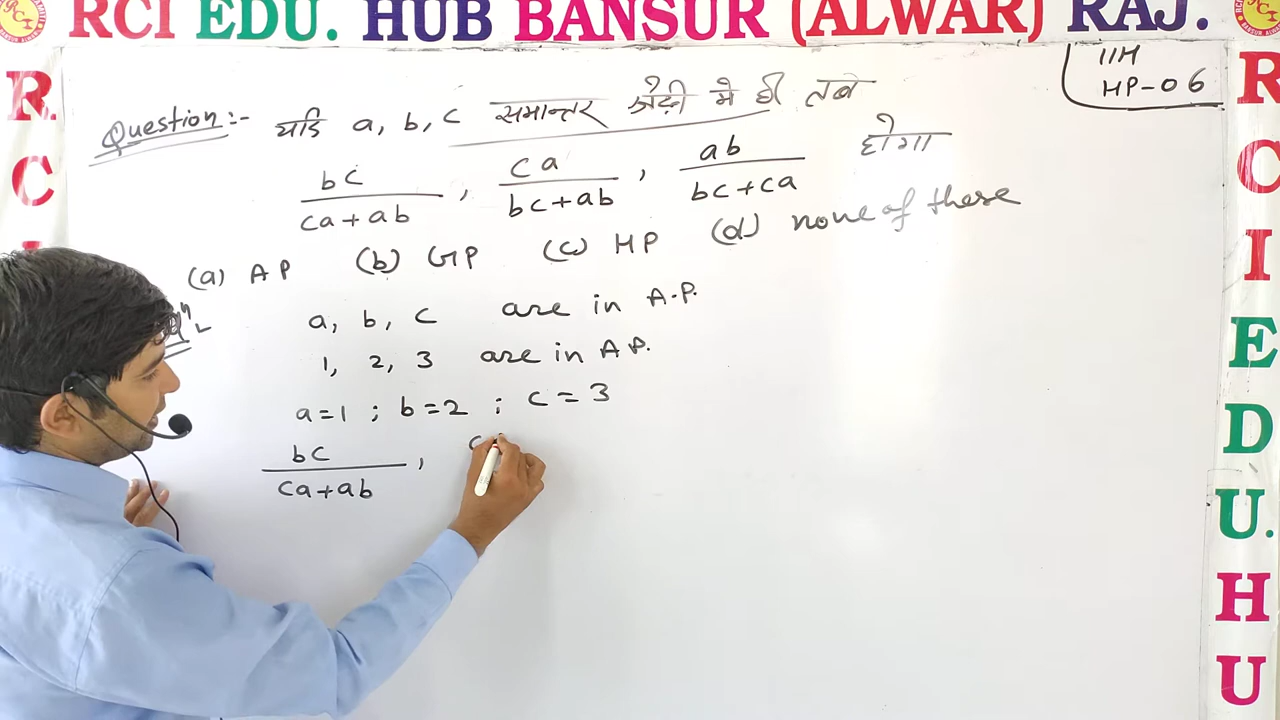 RCI EDU. HUB BANSUR (ALWAR) RAJ.
11H
HP-06
Question:- यदि a, b, c समान्तर श्रेढ़ी मे हो तब
bc/(ca+ab) , ca/(bc+ab) , ab/(bc+ca) होगा
(a) AP (b) GP (c) HP (d) none of these
a, b, c are in A.P.
1, 2, 3 are in AP.
a=1 ; b=2 ; c=3
bc/(ca+ab) , c
R.
C
I
R
C
I
E
D
U.
H
U